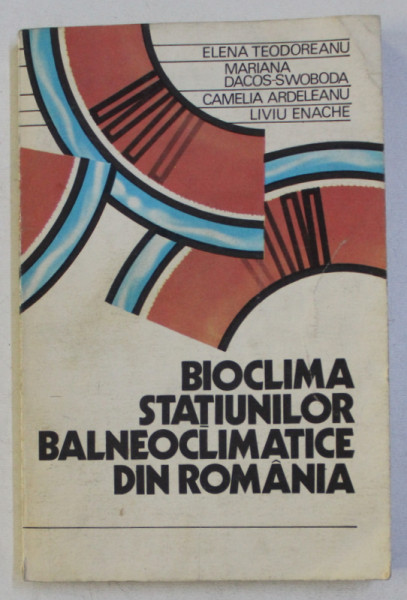 ELENA TEODOREANU
MARIANA
DACOS-SWOBODA
CAMELIA ARDELEANU
LIVIU ENACHE
BIOCLIMA
STAȚIUNILOR
BALNEOCLIMATICE
DIN ROMÂNIA